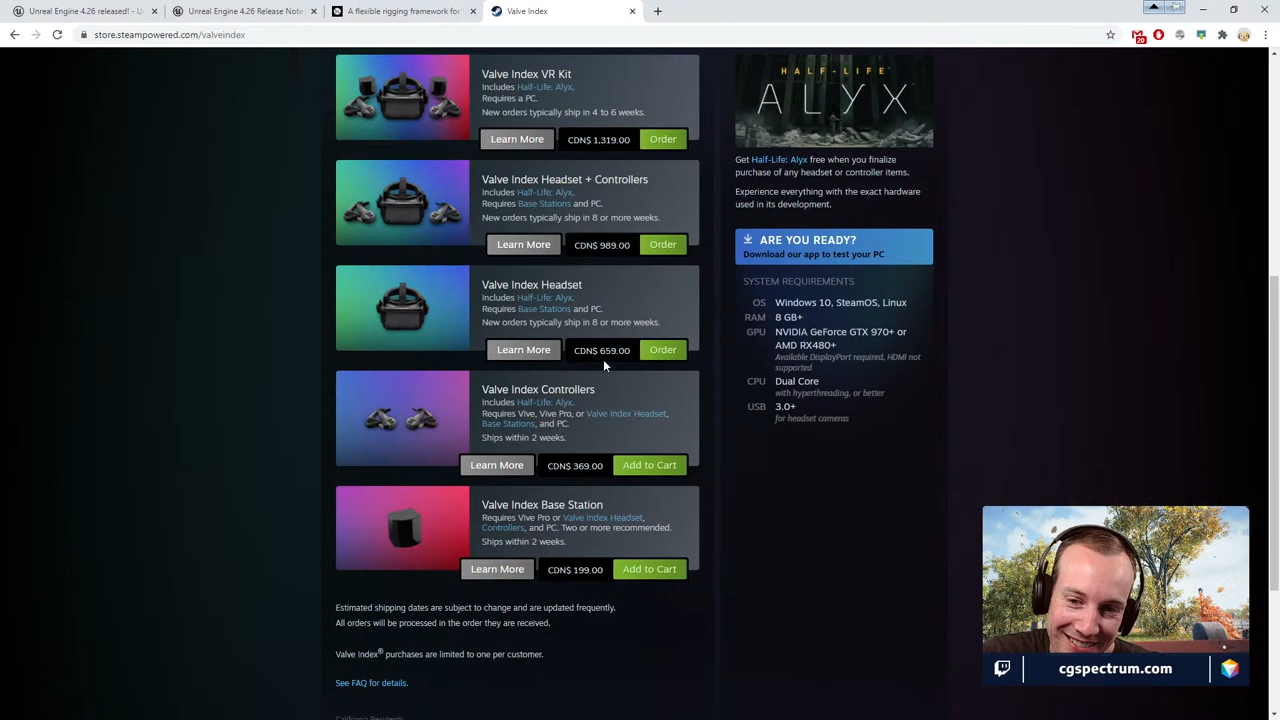 Unreal Engine 4.26 released! - U
Unreal Engine 4.26 Release Note
A flexible rigging framework for
Valve Index
store.steampowered.com/valveindex
20
Valve Index VR Kit
Includes Half-Life: Alyx.
Requires a PC.
New orders typically ship in 4 to 6 weeks.
Learn More CDN$ 1,319.00 Order
Valve Index Headset + Controllers
Includes Half-Life: Alyx.
Requires Base Stations and PC.
New orders typically ship in 8 or more weeks.
Learn More CDN$ 989.00 Order
Valve Index Headset
Includes Half-Life: Alyx.
Requires Base Stations and PC.
New orders typically ship in 8 or more weeks.
Learn More CDN$ 659.00 Order
Valve Index Controllers
Includes Half-Life: Alyx.
Requires Vive, Vive Pro, or Valve Index Headset,
Base Stations, and PC.
Ships within 2 weeks.
Learn More CDN$ 369.00 Add to Cart
Valve Index Base Station
Requires Vive Pro or Valve Index Headset,
Controllers, and PC. Two or more recommended.
Ships within 2 weeks.
Learn More CDN$ 199.00 Add to Cart
Estimated shipping dates are subject to change and are updated frequently.
All orders will be processed in the order they are received.
Valve Index® purchases are limited to one per customer.
See FAQ for details.
California Residents
HALF-LIFE
ALYX
Get Half-Life: Alyx free when you finalize
purchase of any headset or controller items.
Experience everything with the exact hardware
used in its development.
ARE YOU READY?
Download our app to test your PC
SYSTEM REQUIREMENTS
OS Windows 10, SteamOS, Linux
RAM 8 GB+
GPU NVIDIA GeForce GTX 970+ or
AMD RX480+
Available DisplayPort required, HDMI not
supported
CPU Dual Core
with hyperthreading, or better
USB 3.0+
for headset cameras
cgspectrum.com